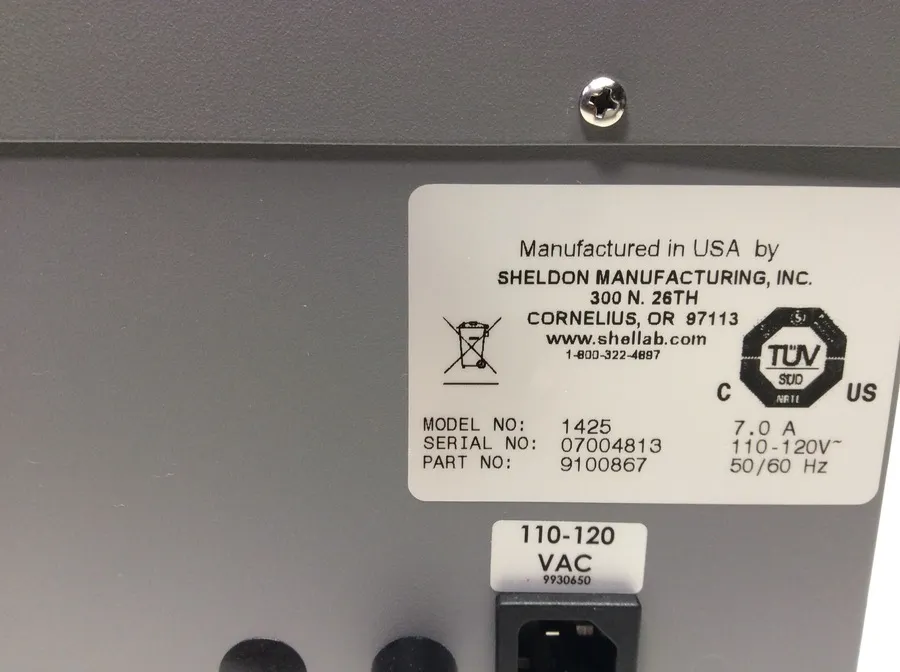 Manufactured in USA by
SHELDON MANUFACTURING, INC.
300 N. 26TH
CORNELIUS, OR 97113
www.shellab.com
1-800-322-4897
TÜV
SÜD
NRTL
C US
MODEL NO: 1425 7.0 A
SERIAL NO: 07004813 110-120V~
PART NO: 9100867 50/60 Hz
110-120
VAC
9930650